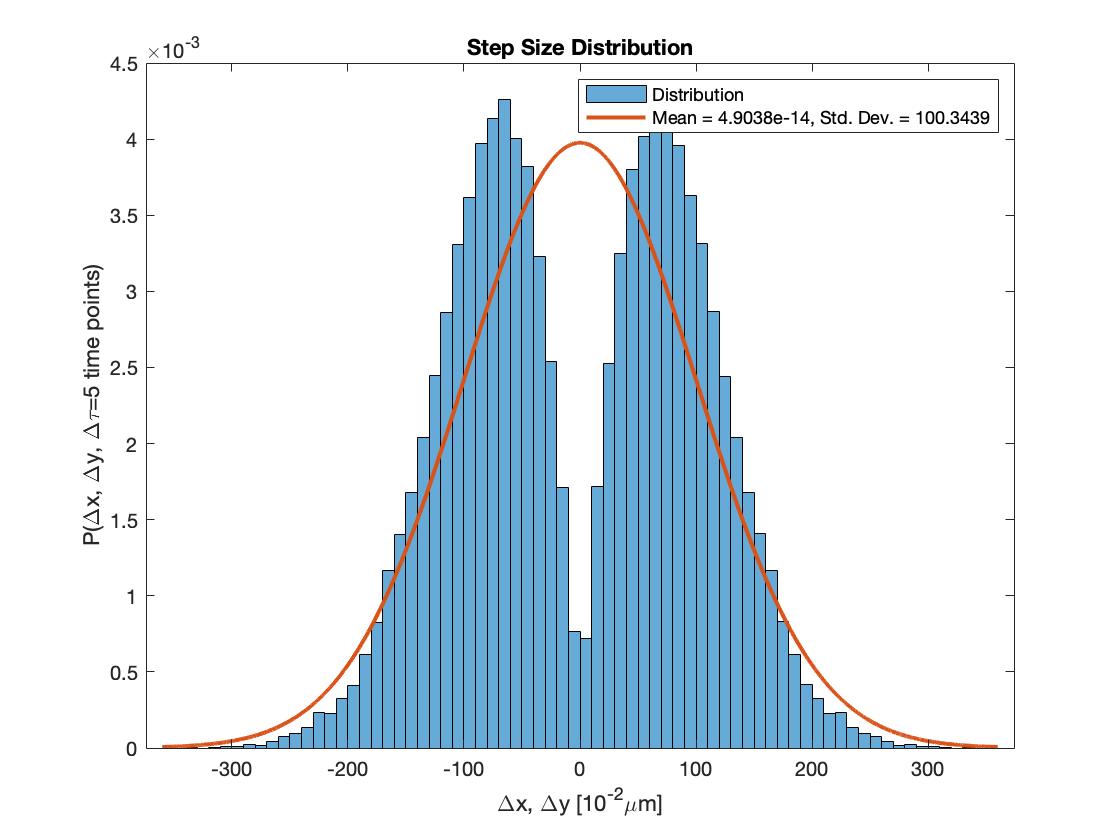 Step Size Distribution
×10-3
Distribution
Mean = 4.9038e-14, Std. Dev. = 100.3439
4.5
4
3.5
3
2.5
2
1.5
1
0.5
0
P(Δx, Δy, Δτ=5 time points)
-300 -200 -100 0 100 200 300
Δx, Δy [10-2μm]